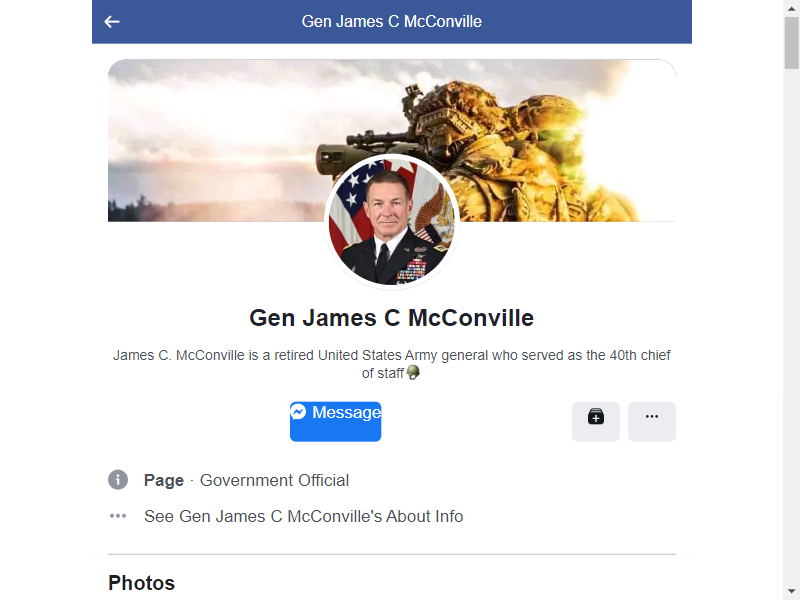 Gen James C McConville
Gen James C McConville
James C. McConville is a retired United States Army general who served as the 40th chief
of staff🪖
Message
Page · Government Official
See Gen James C McConville's About Info
Photos